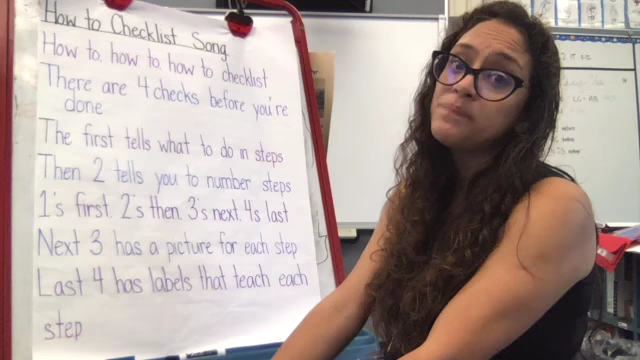 How to Checklist Song
How to, how to, how to checklist
There are 4 checks before you're
done
The first tells what to do in steps
Then 2 tells you to number steps
1's first. 2's then. 3's next. 4s last
Next 3 has a picture for each step
Last 4 has labels that teach each
step